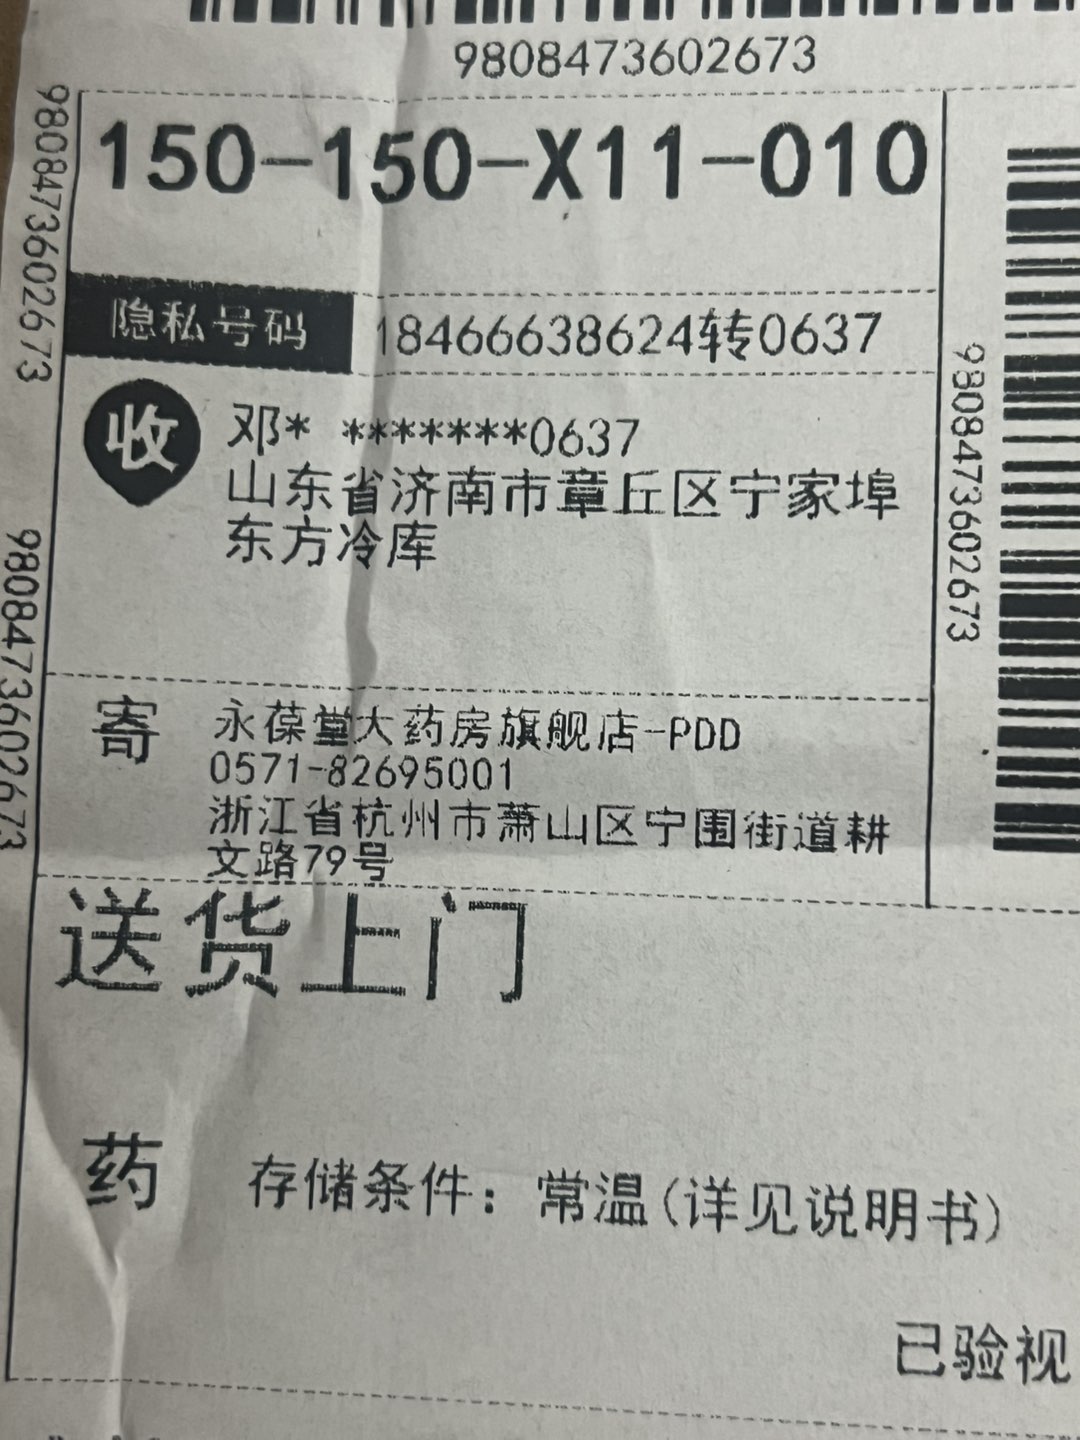 9808473602673
9808473602673
150-150-X11-010
隐私号码
18466638624转0637
收
邓* *******0637
山东省济南市章丘区宁家埠
东方冷库
9808473602673
9808473602673
寄
永葆堂大药房旗舰店-PDD
0571-82695001
浙江省杭州市萧山区宁围街道耕
文路79号
送货上门
药
存储条件：常温(详见说明书)
已验视